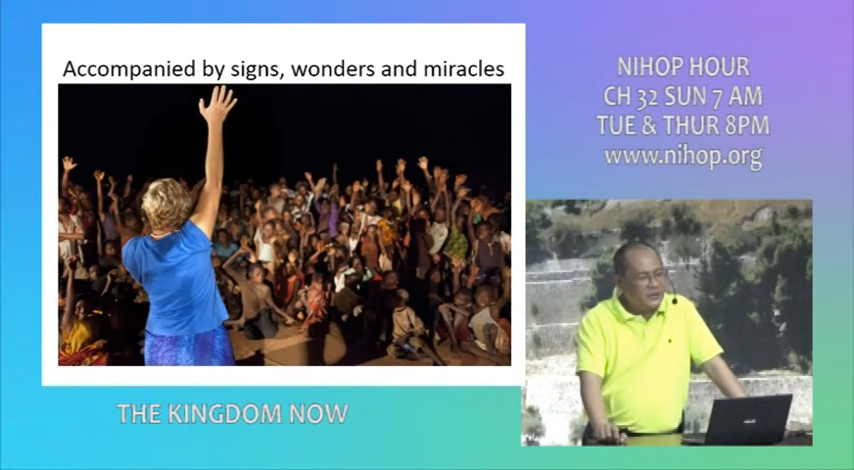 Accompanied by signs, wonders and miracles
NIHOP HOUR
CH 32 SUN 7 AM
TUE & THUR 8PM
www.nihop.org
THE KINGDOM NOW